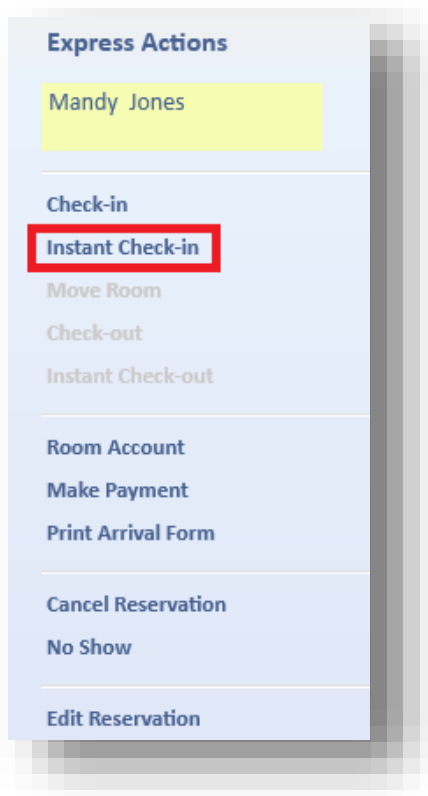 Express Actions
Mandy Jones
Check-in
Instant Check-in
Move Room
Check-out
Instant Check-out
Room Account
Make Payment
Print Arrival Form
Cancel Reservation
No Show
Edit Reservation